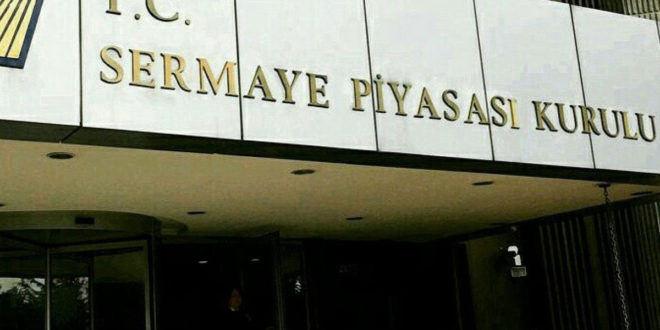 T.C.
SERMAYE PİYASASI KURULU